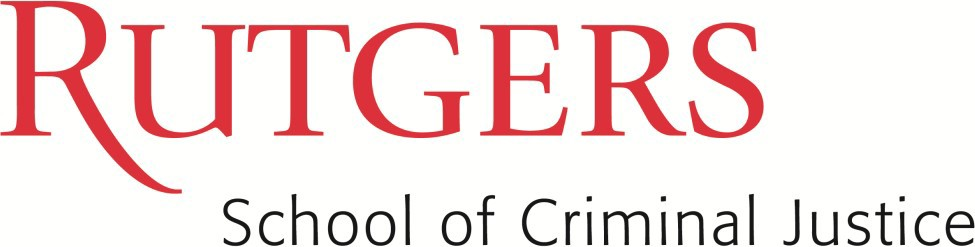 RUTGERS
School of Criminal Justice